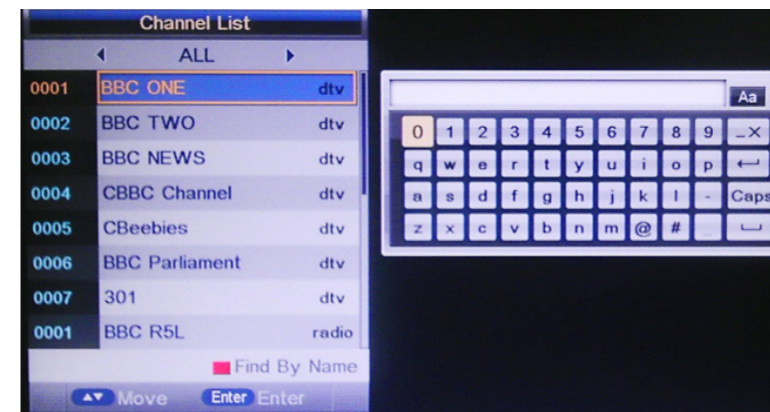 Channel List
ALL
0001 BBC ONE dtv
0002 BBC TWO dtv
0003 BBC NEWS dtv
0004 CBBC Channel dtv
0005 CBeebies dtv
0006 BBC Parliament dtv
0007 301 dtv
0001 BBC R5L radio
Find By Name
Move Enter Enter
Aa
0 1 2 3 4 5 6 7 8 9 _X
q w e r t y u i o p
a s d f g h j k l - Caps
z x c v b n m @ # _